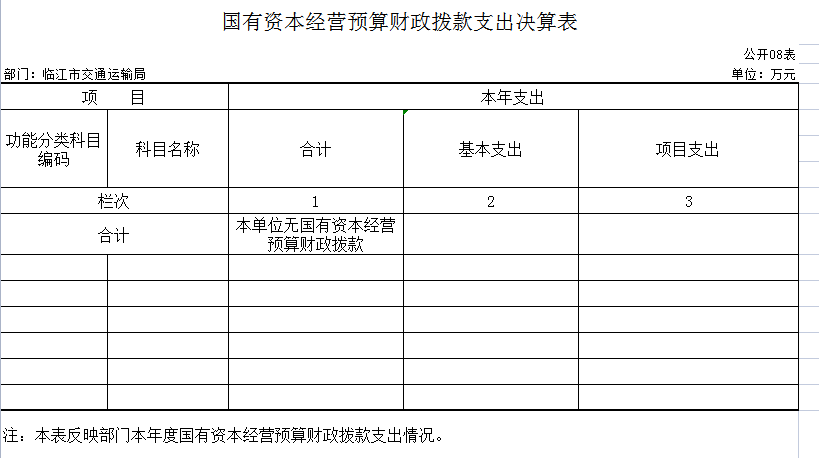 国有资本经营预算财政拨款支出决算表
公开08表
部门：临江市交通运输局 单位：万元
项 目 本年支出
功能分类科目
编码
科目名称 合计 基本支出 项目支出
栏次 1 2 3
合计
本单位无国有资本经营
预算财政拨款
注：本表反映部门本年度国有资本经营预算财政拨款支出情况。